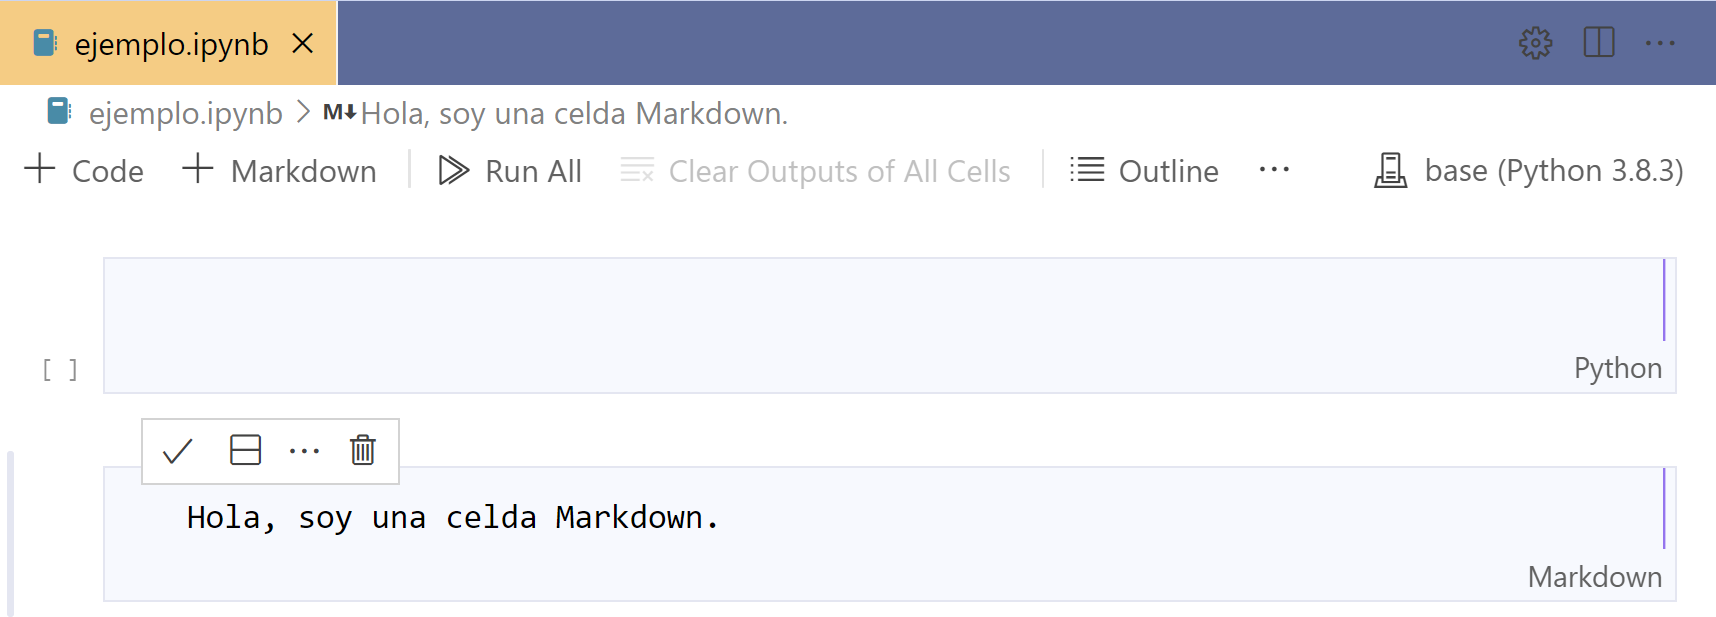 ejemplo.ipynb
ejemplo.ipynb > M↓ Hola, soy una celda Markdown.
+ Code + Markdown Run All Clear Outputs of All Cells Outline ... base (Python 3.8.3)
[ ]
Python
Hola, soy una celda Markdown.
Markdown